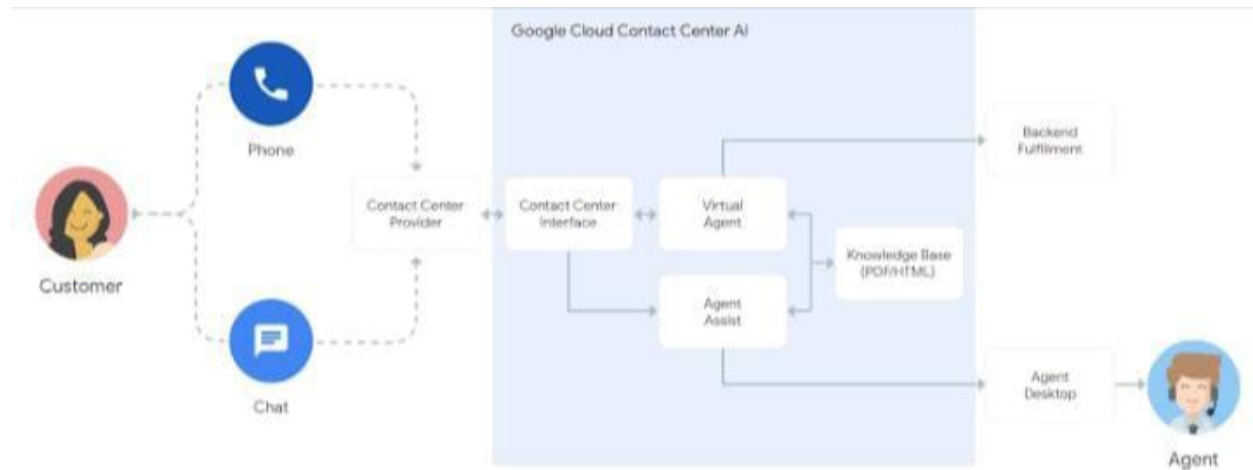 Google Cloud Contact Center AI
Phone
Customer
Chat
Contact Center
Provider
Contact Center
Interface
Virtual
Agent
Agent
Assist
Knowledge Base
(PDF/HTML)
Backend
Fulfillment
Agent
Desktop
Agent